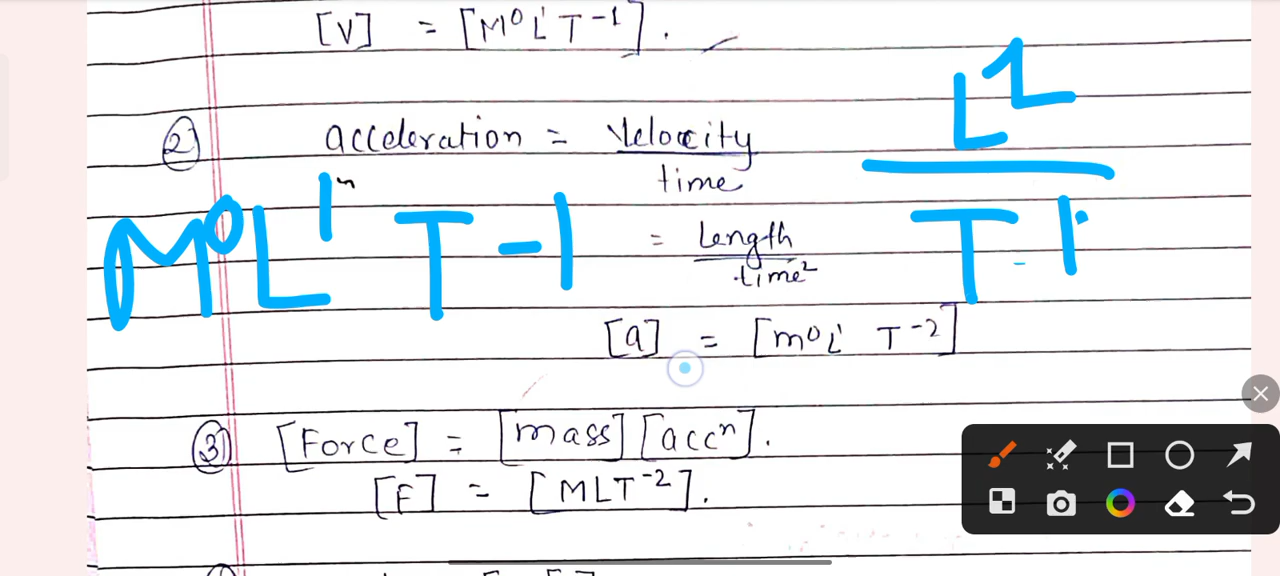 [V] = [M⁰L¹T⁻¹].
② acceleration = Velocity / time
L¹ / T-1
M⁰L¹T-1
= Length / time²
[a] = [m⁰L¹ T⁻²]
③ [Force] = [mass] [accⁿ].
[F] = [MLT⁻²].